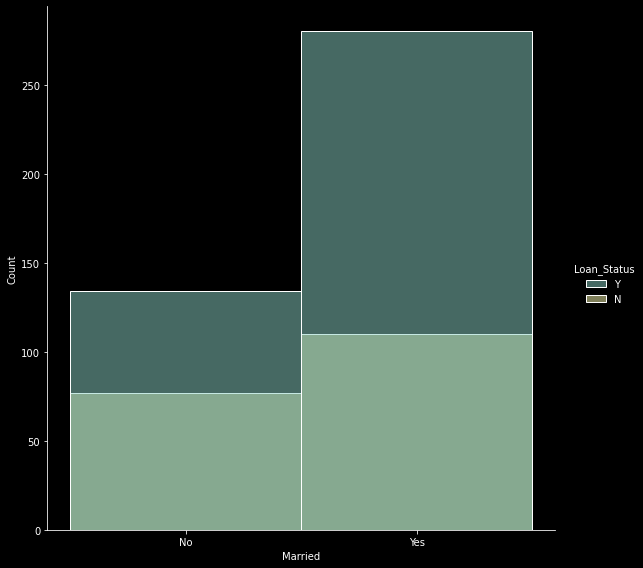 250
200
150
100
50
0
Count
No
Yes
Married
Loan_Status
Y
N